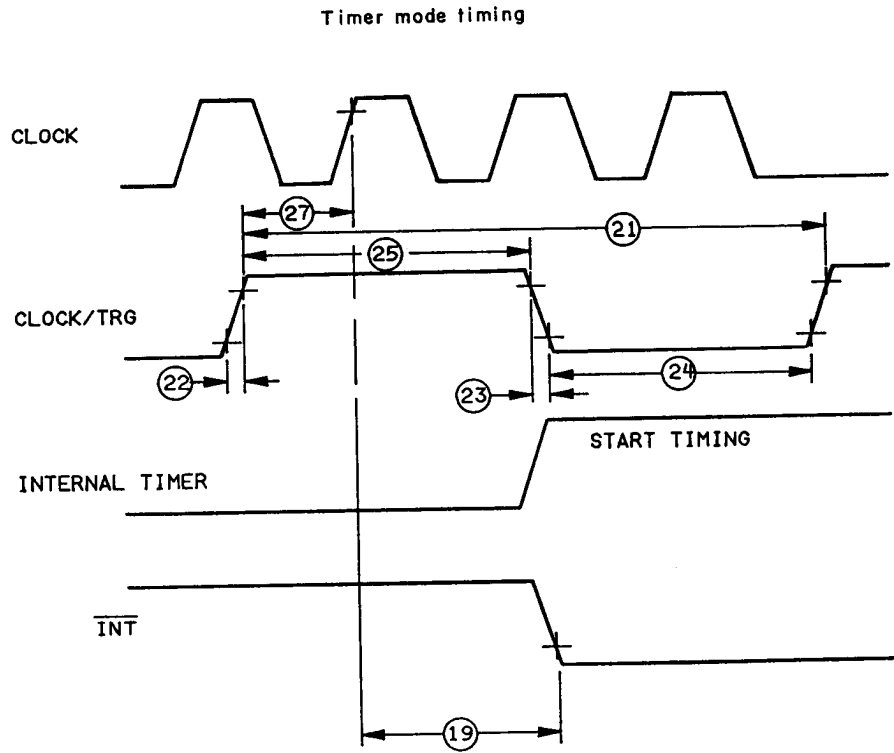 Timer mode timing
CLOCK
27
21
25
CLOCK/TRG
22
23
24
START TIMING
INTERNAL TIMER
INT
19